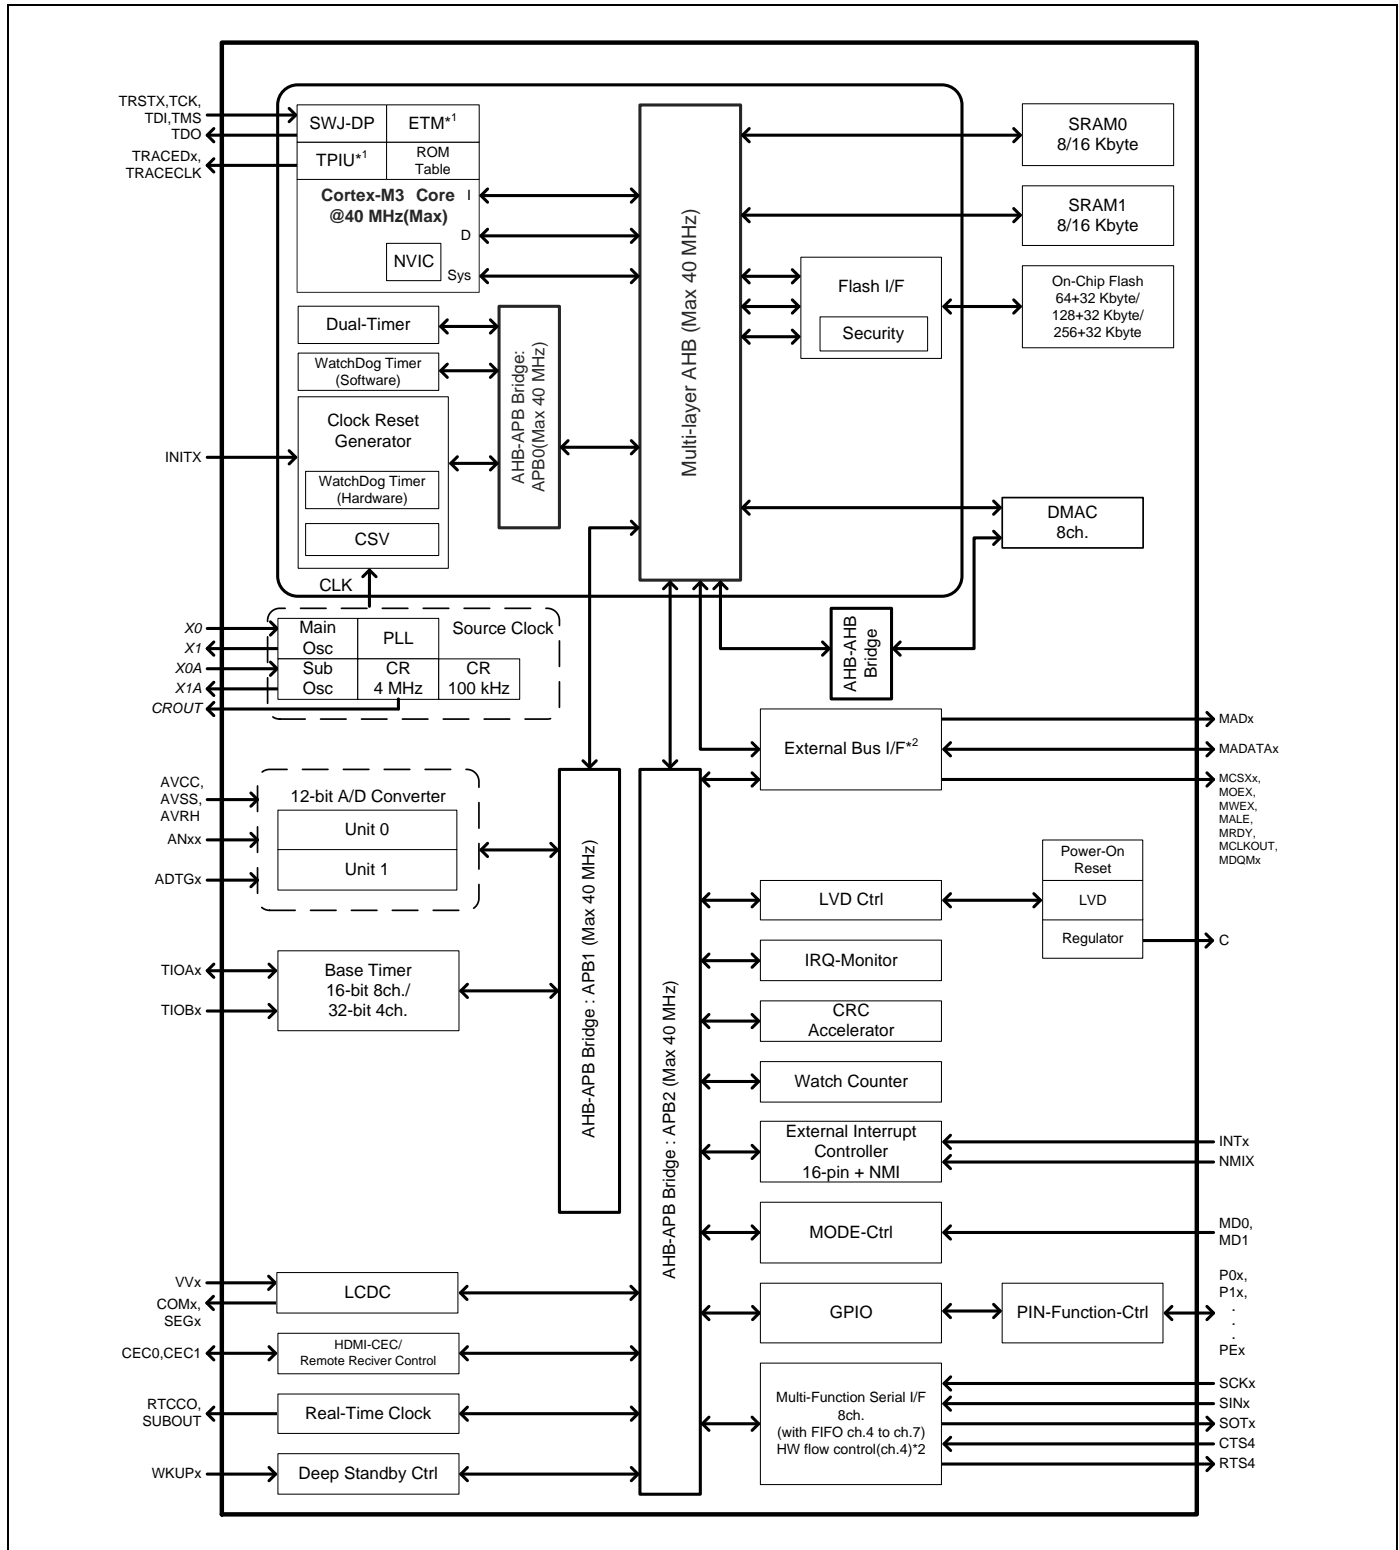 TRSTX,TCK,
TDI,TMS
TDO
TRACEDx,
TRACECLK
SWJ-DP
ETM*1
TPIU*1
ROM
Table
Cortex-M3 Core
@40 MHz(Max)
I
D
Sys
NVIC
Dual-Timer
WatchDog Timer
(Software)
Clock Reset
Generator
WatchDog Timer
(Hardware)
CSV
INITX
CLK
AHB-APB Bridge:
APB0(Max 40 MHz)
Multi-layer AHB (Max 40 MHz)
SRAM0
8/16 Kbyte
SRAM1
8/16 Kbyte
Flash I/F
Security
On-Chip Flash
64+32 Kbyte/
128+32 Kbyte/
256+32 Kbyte
DMAC
8ch.
AHB-AHB
Bridge
X0
X1
X0A
X1A
CROUT
Main
Osc
PLL
Source Clock
Sub
Osc
CR
4 MHz
CR
100 kHz
External Bus I/F*2
MADx
MADATAx
MCSXx,
MOEX,
MWEX,
MALE,
MRDY,
MCLKOUT,
MDQMx
AVCC,
AVSS,
AVRH
ANxx
ADTGx
12-bit A/D Converter
Unit 0
Unit 1
AHB-APB Bridge : APB1 (Max 40 MHz)
AHB-APB Bridge : APB2 (Max 40 MHz)
LVD Ctrl
Power-On
Reset
LVD
Regulator
C
TIOAx
TIOBx
Base Timer
16-bit 8ch./
32-bit 4ch.
IRQ-Monitor
CRC
Accelerator
Watch Counter
External Interrupt
Controller
16-pin + NMI
INTx
NMIX
MODE-Ctrl
MD0,
MD1
VVx
COMx,
SEGx
LCDC
GPIO
PIN-Function-Ctrl
P0x,
P1x,
.
.
.
PEx
CEC0,CEC1
HDMI-CEC/
Remote Reciver Control
RTCCO,
SUBOUT
Real-Time Clock
WKUPx
Deep Standby Ctrl
Multi-Function Serial I/F
8ch.
(with FIFO ch.4 to ch.7)
HW flow control(ch.4)*2
SCKx
SINx
SOTx
CTS4
RTS4